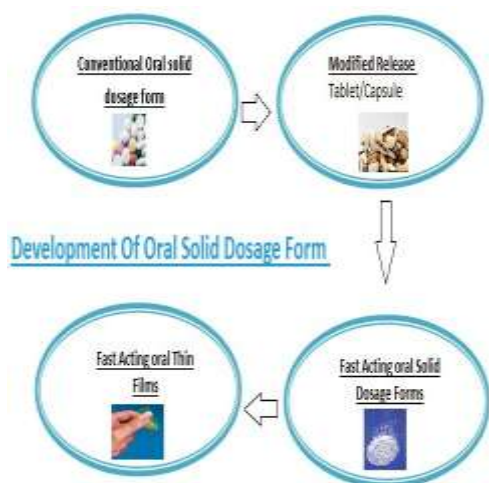 Conventional Oral solid
dosage form
Modified Release
Tablet/Capsule
Development Of Oral Solid Dosage Form
Fast Acting oral Thin
Films
Fast Acting oral Solid
Dosage Forms